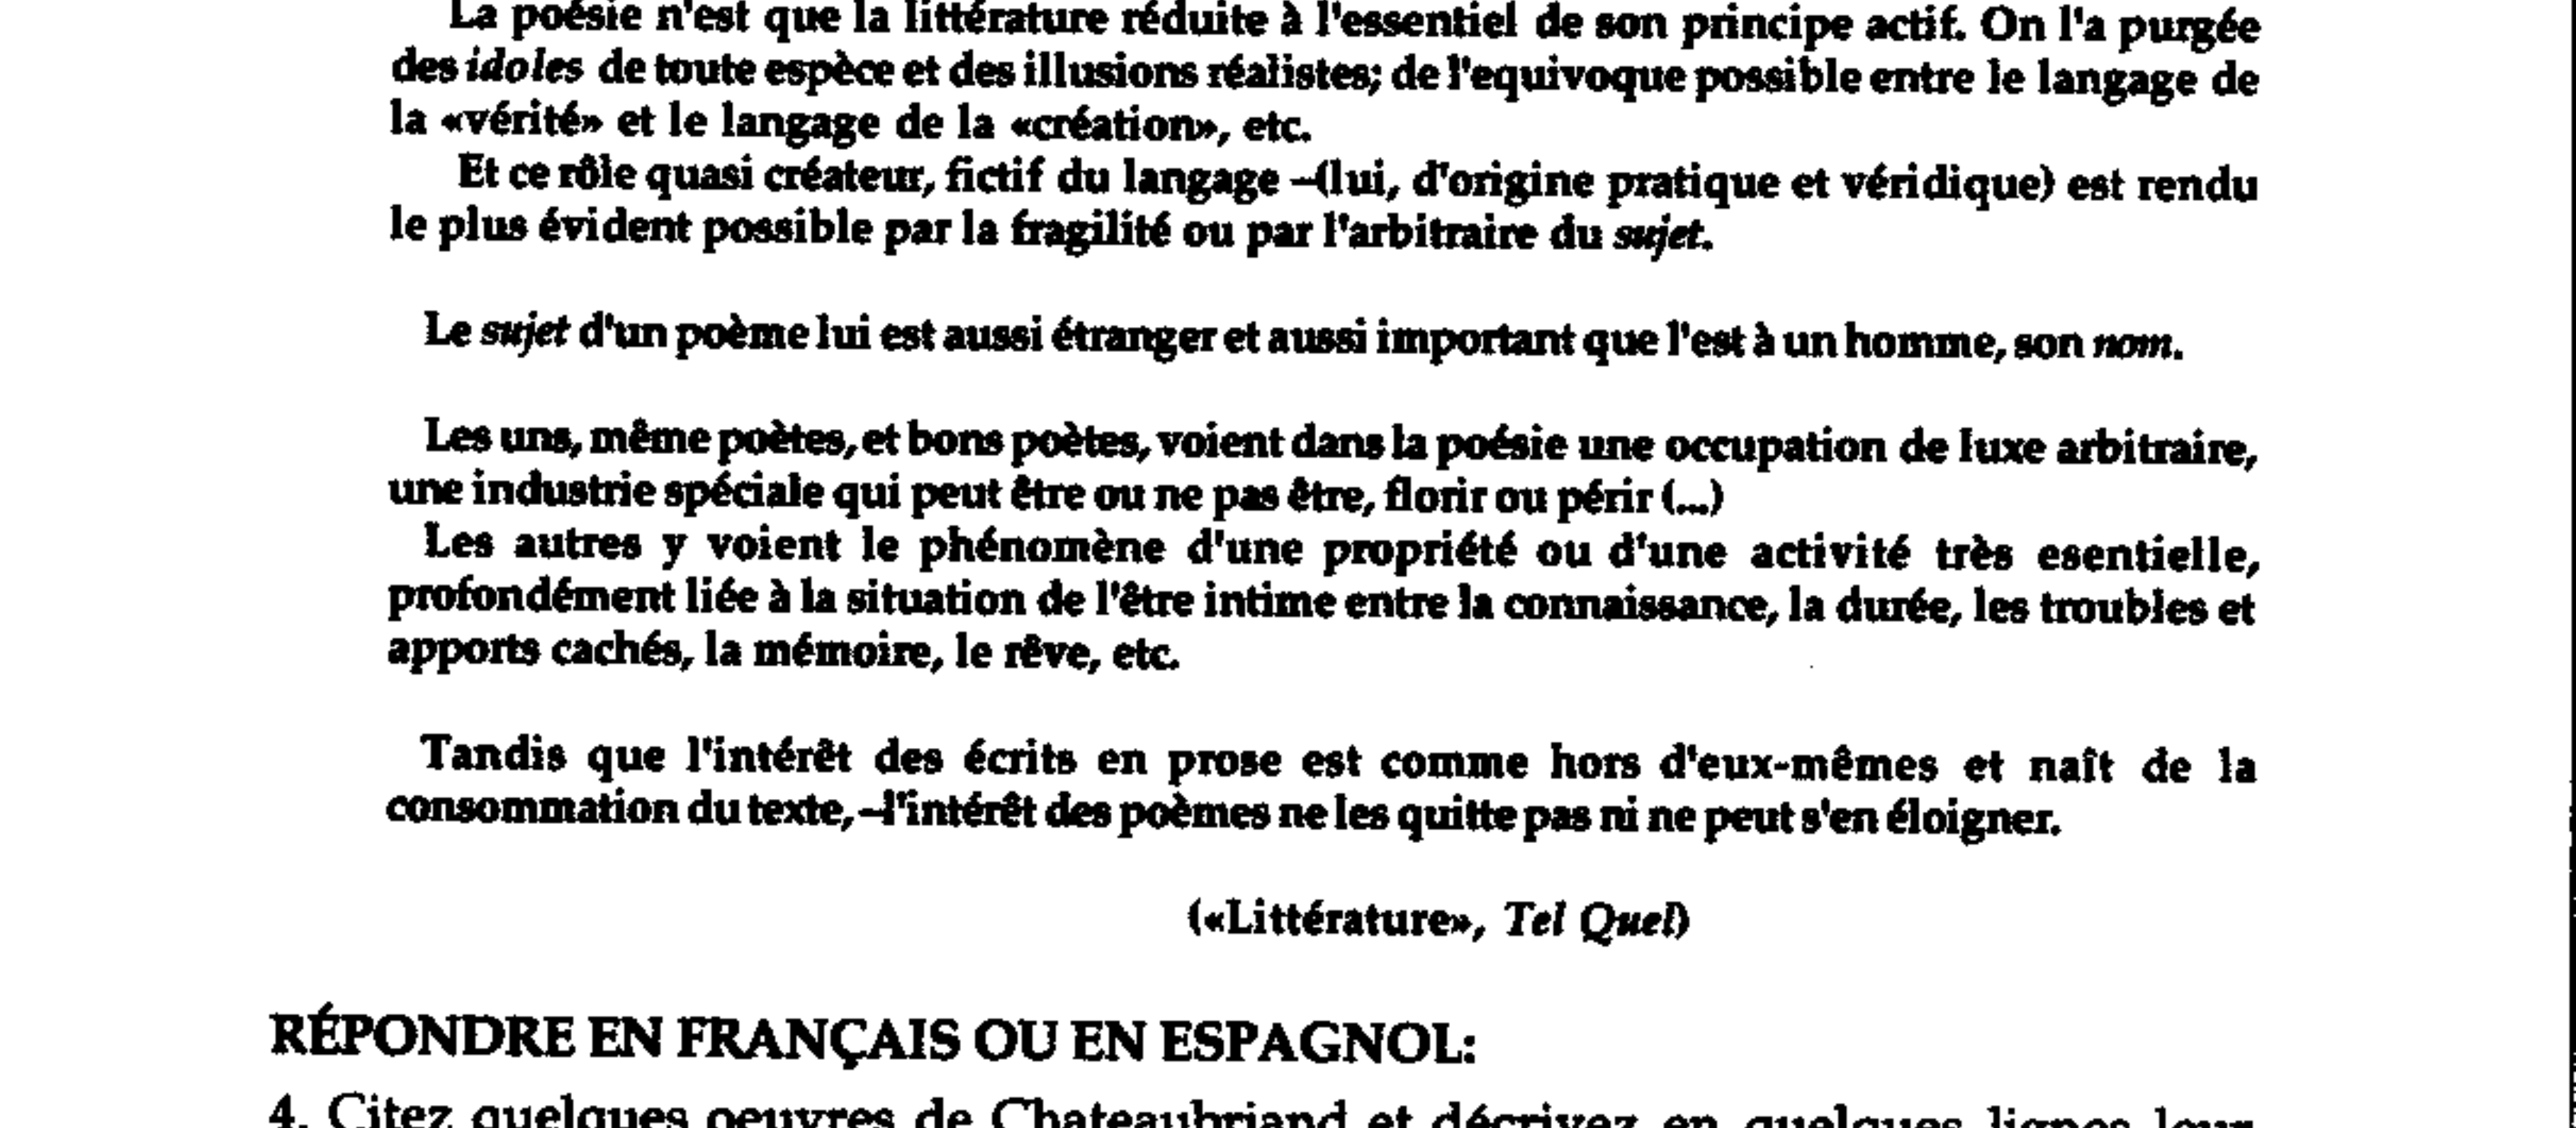 La poésie n'est que la littérature réduite à l'essentiel de son principe actif. On l'a purgée
des idoles de toute espèce et des illusions réalistes; de l'equivoque possible entre le langage de
la «vérité» et le langage de la «création», etc.
Et ce rôle quasi créateur, fictif du langage –(lui, d'origine pratique et véridique) est rendu
le plus évident possible par la fragilité ou par l'arbitraire du sujet.
Le sujet d'un poème lui est aussi étranger et aussi important que l'est à un homme, son nom.
Les uns, même poètes, et bons poètes, voient dans la poésie une occupation de luxe arbitraire,
une industrie spéciale qui peut être ou ne pas être, florir ou périr (...)
Les autres y voient le phénomène d'une propriété ou d'une activité très esentielle,
profondément liée à la situation de l'être intime entre la connaissance, la durée, les troubles et
apports cachés, la mémoire, le rêve, etc.
Tandis que l'intérêt des écrits en prose est comme hors d'eux-mêmes et naît de la
consommation du texte, –l'intérêt des poèmes ne les quitte pas ni ne peut s'en éloigner.
(«Littérature», Tel Quel)
RÉPONDRE EN FRANÇAIS OU EN ESPAGNOL:
4. Citez quelques oeuvres de Chateaubriand et décrivez en quelques lignes leur